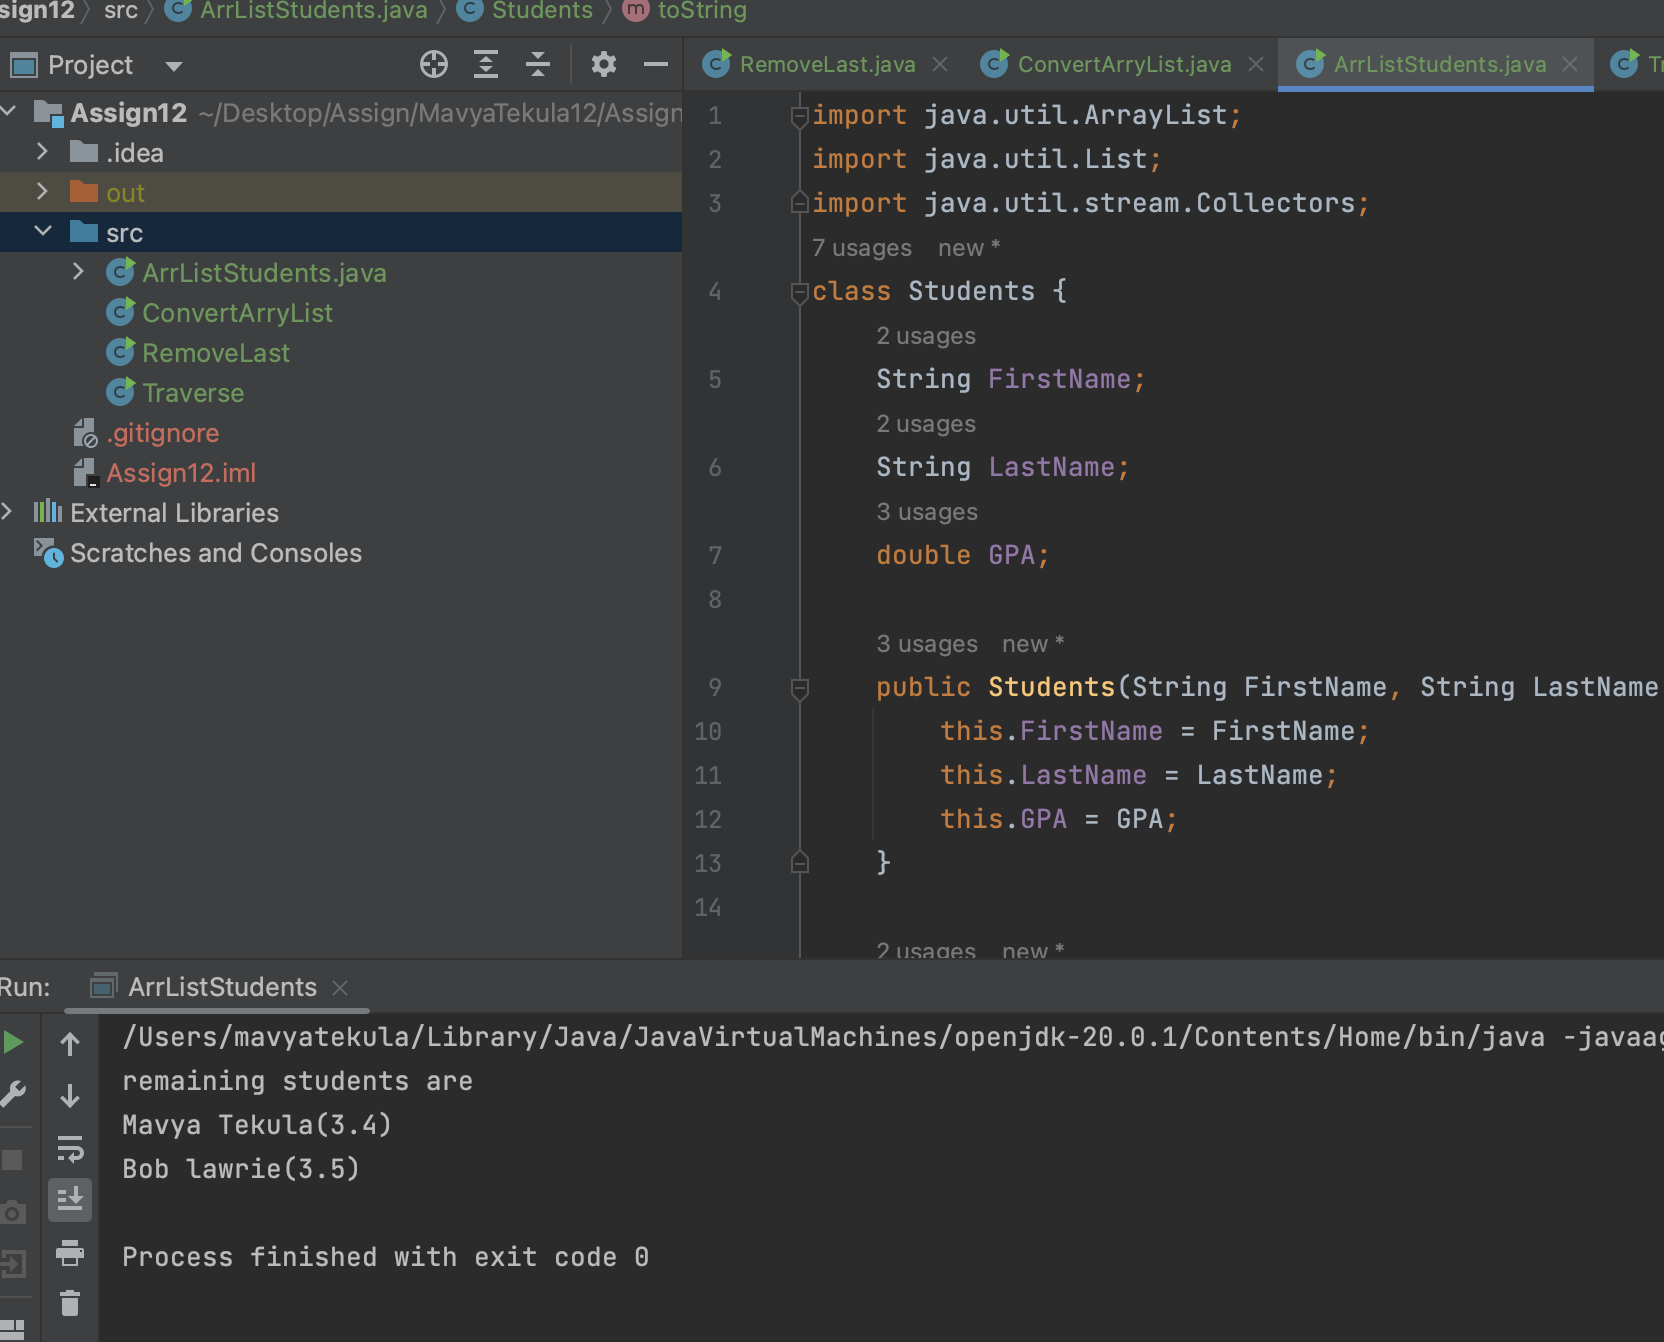 sign12 src ArrListStudents.java Students m toString
Project
RemoveLast.java ConvertArryList.java ArrListStudents.java
Assign12 ~/Desktop/Assign/MavyaTekula12/Assign
.idea
out
src
ArrListStudents.java
ConvertArryList
RemoveLast
Traverse
.gitignore
Assign12.iml
External Libraries
Scratches and Consoles
1 import java.util.ArrayList;
2 import java.util.List;
3 import java.util.stream.Collectors;
7 usages new *
4 class Students {
2 usages
5 String FirstName;
2 usages
6 String LastName;
3 usages
7 double GPA;
8
3 usages new *
9 public Students(String FirstName, String LastName
10 this.FirstName = FirstName;
11 this.LastName = LastName;
12 this.GPA = GPA;
13 }
14
2 usages new *
Run: ArrListStudents
/Users/mavyatekula/Library/Java/JavaVirtualMachines/openjdk-20.0.1/Contents/Home/bin/java -javaag
remaining students are
Mavya Tekula(3.4)
Bob lawrie(3.5)
Process finished with exit code 0